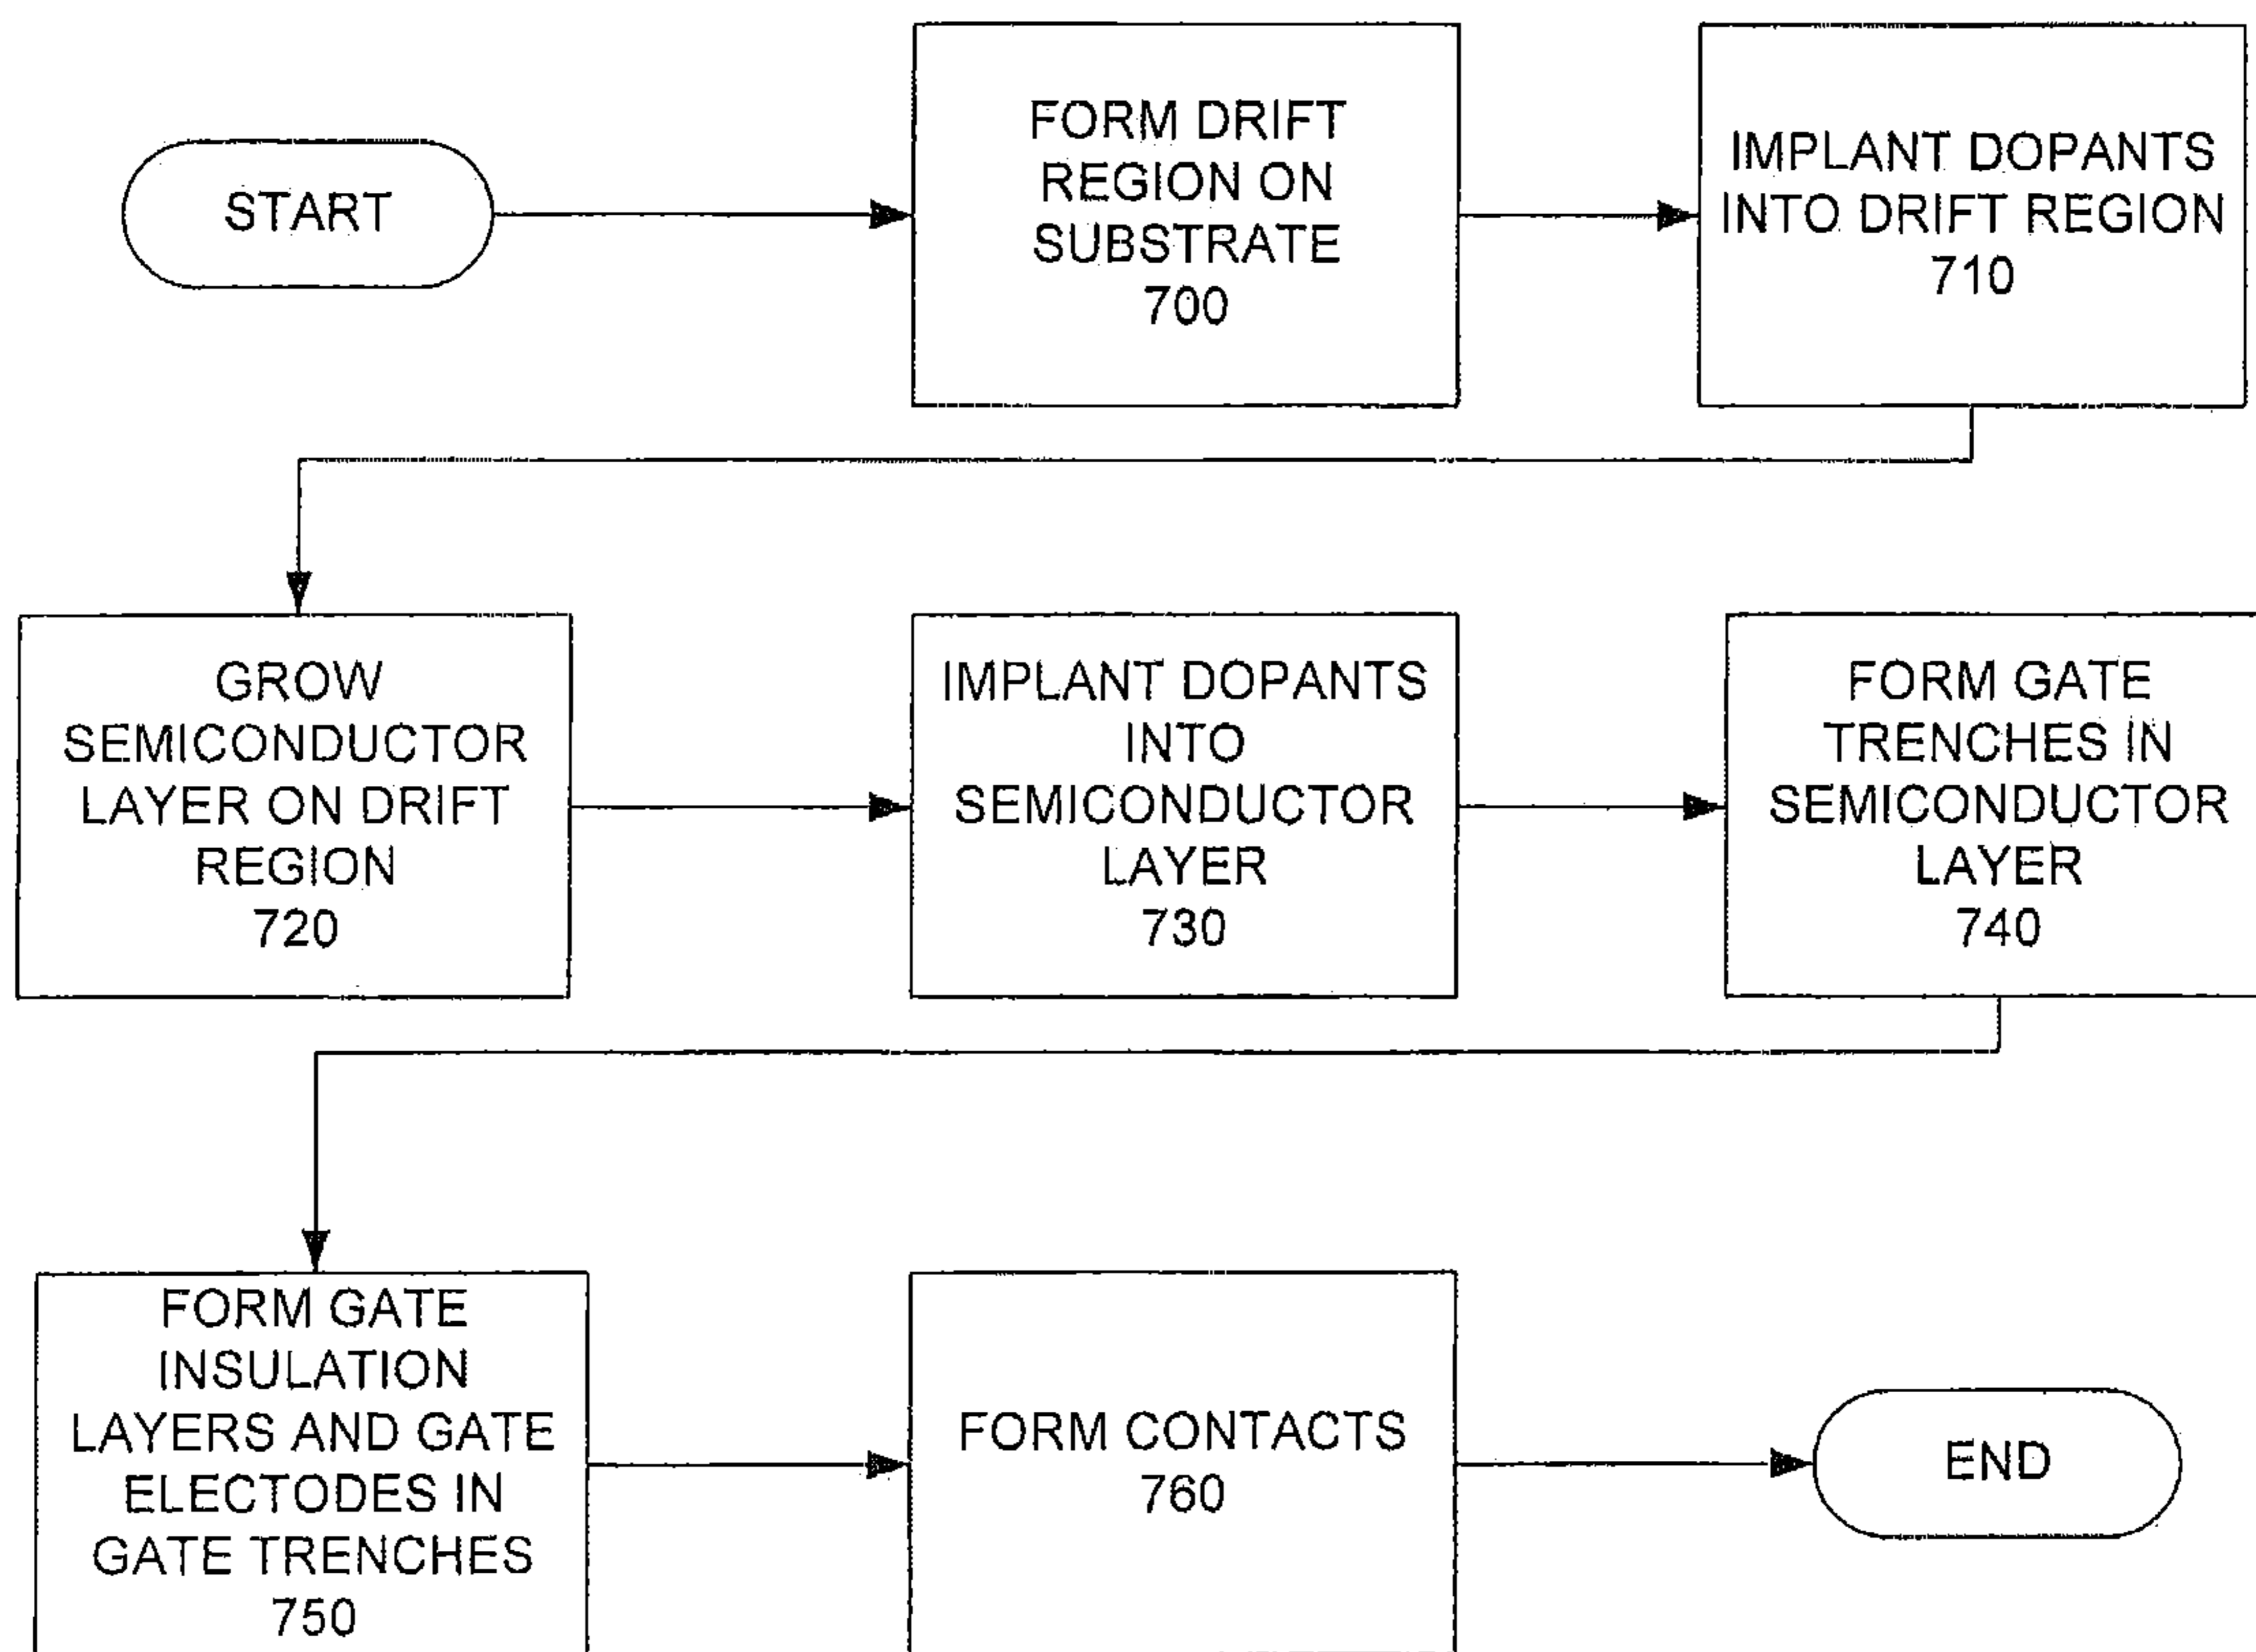 START
FORM DRIFT
REGION ON
SUBSTRATE
700
IMPLANT DOPANTS
INTO DRIFT REGION
710
GROW
SEMICONDUCTOR
LAYER ON DRIFT
REGION
720
IMPLANT DOPANTS
INTO
SEMICONDUCTOR
LAYER
730
FORM GATE
TRENCHES IN
SEMICONDUCTOR
LAYER
740
FORM GATE
INSULATION
LAYERS AND GATE
ELECTODES IN
GATE TRENCHES
750
FORM CONTACTS
760
END